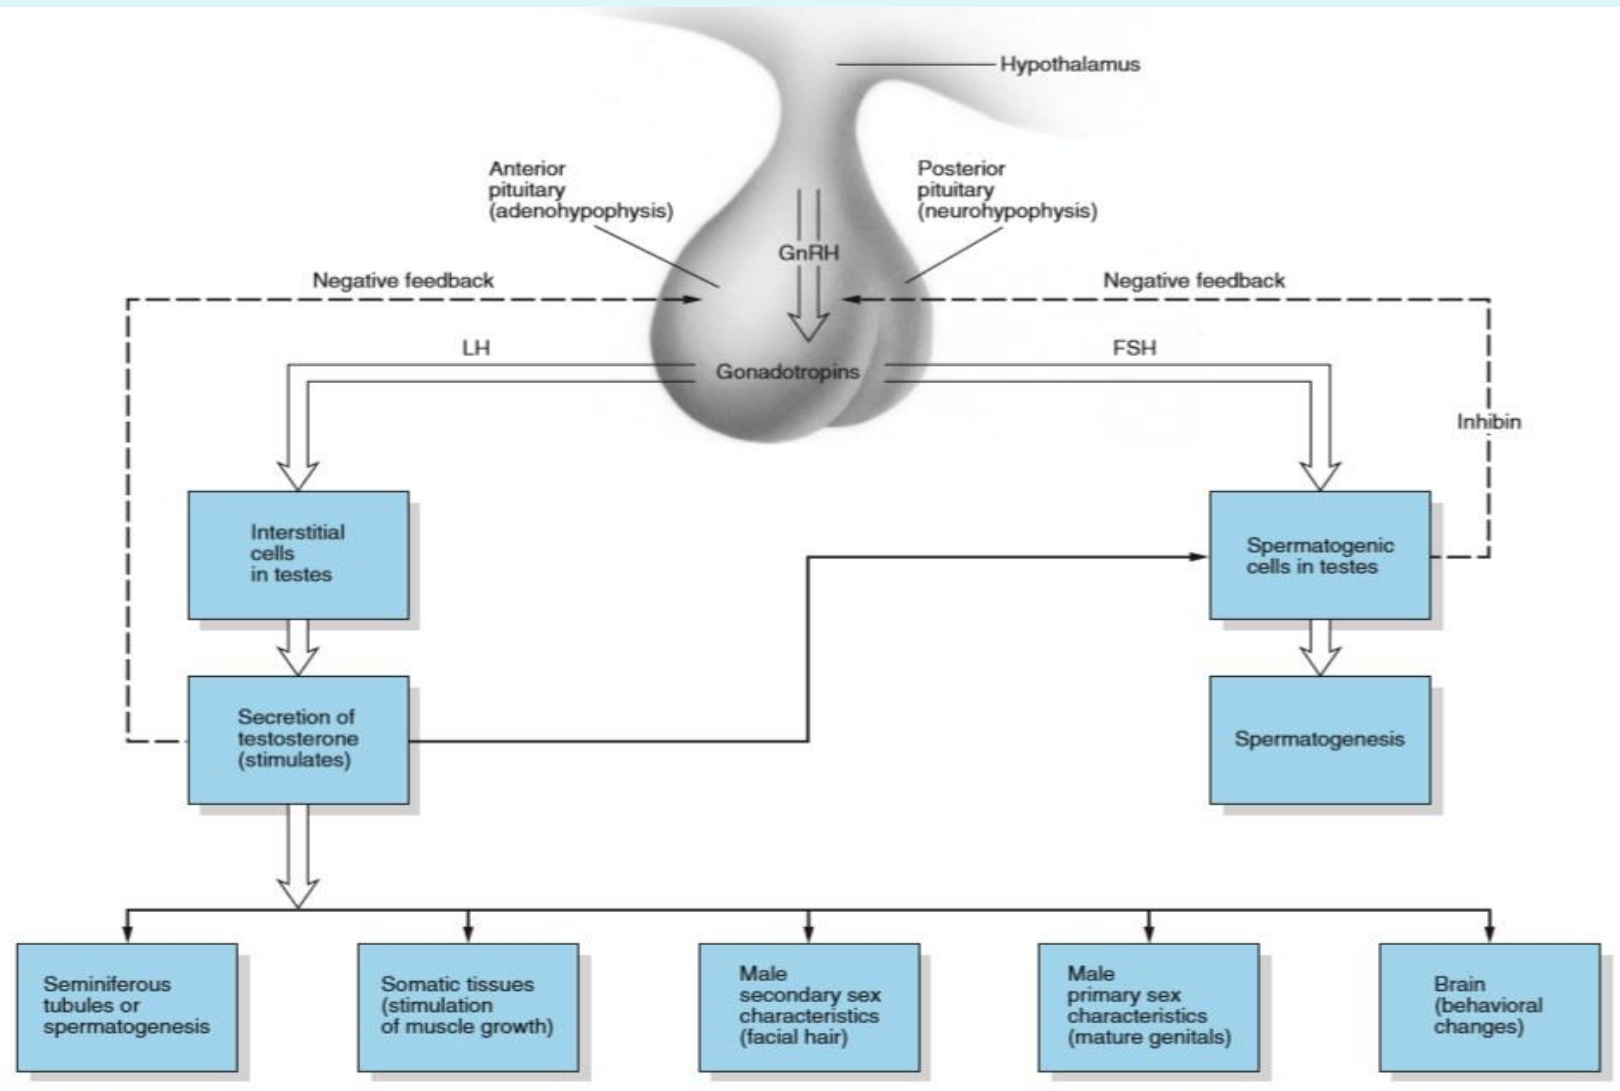 Hypothalamus
Anterior
pituitary
(adenohypophysis)
Posterior
pituitary
(neurohypophysis)
GnRH
Negative feedback
Negative feedback
LH
FSH
Gonadotropins
Inhibin
Interstitial
cells
in testes
Spermatogenic
cells in testes
Secretion of
testosterone
(stimulates)
Spermatogenesis
Seminiferous
tubules or
spermatogenesis
Somatic tissues
(stimulation
of muscle growth)
Male
secondary sex
characteristics
(facial hair)
Male
primary sex
characteristics
(mature genitals)
Brain
(behavioral
changes)